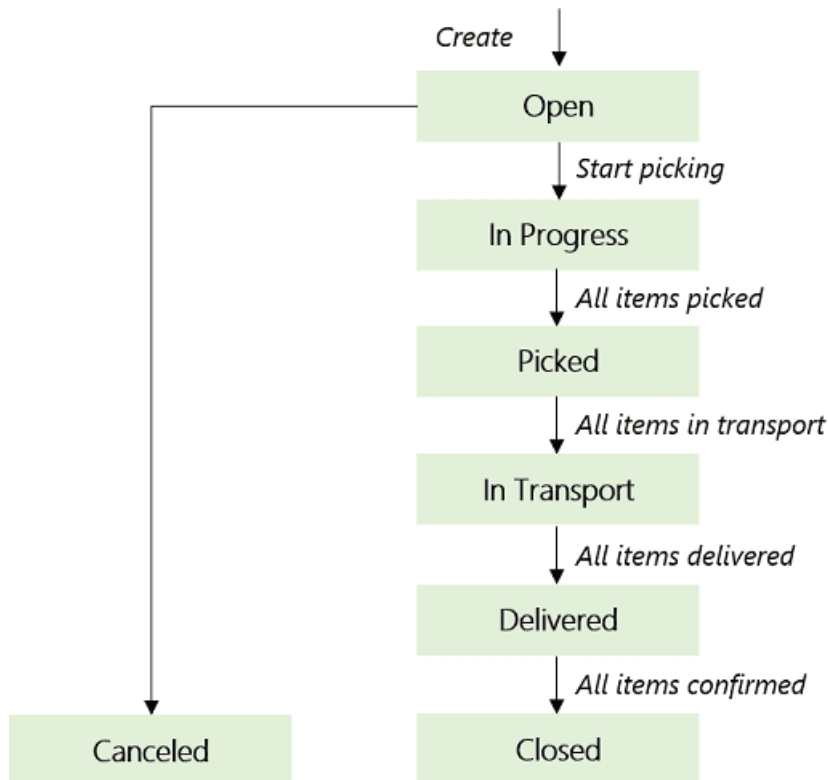 Create
Open
Start picking
In Progress
All items picked
Picked
All items in transport
In Transport
All items delivered
Delivered
All items confirmed
Canceled
Closed